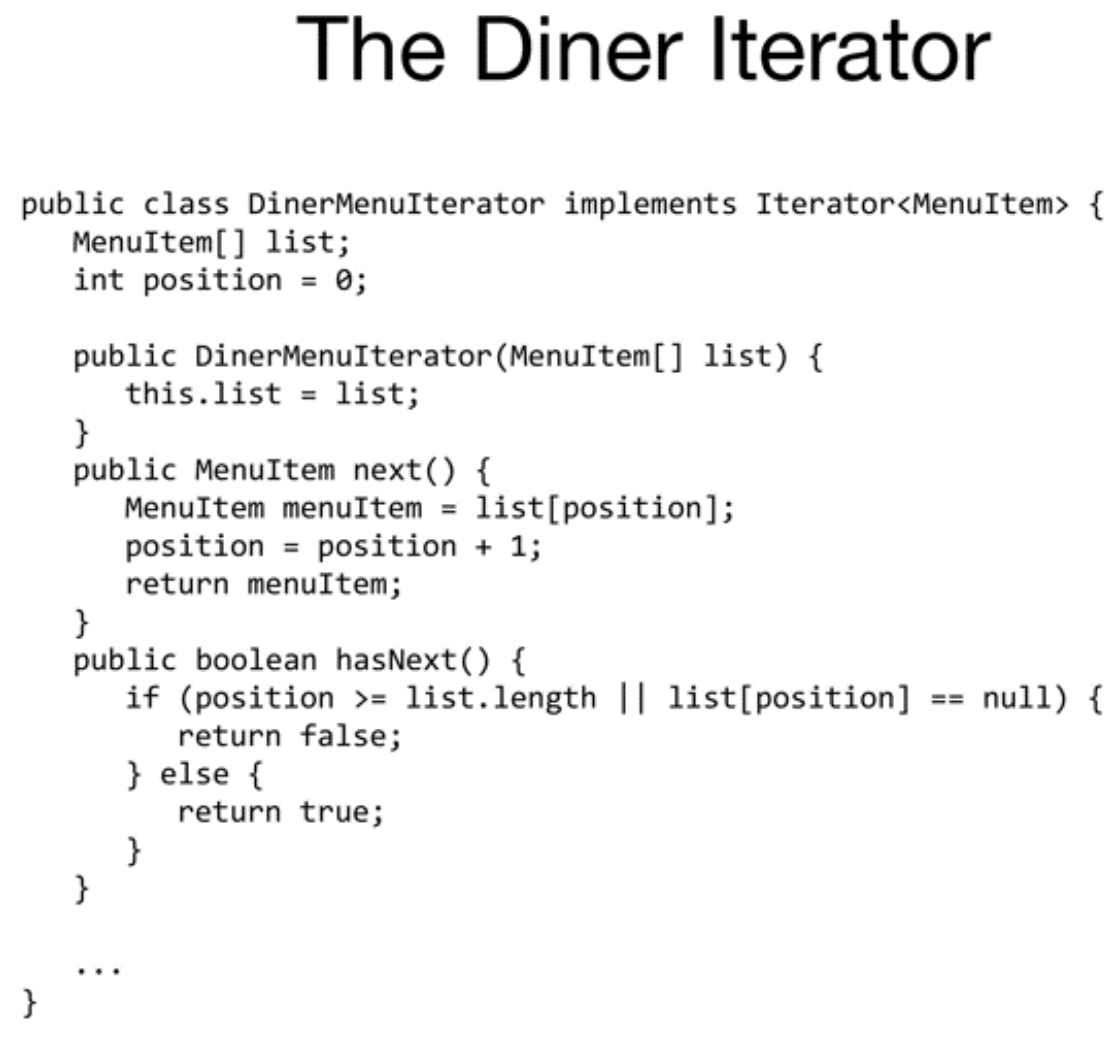 The Diner Iterator
public class DinerMenuIterator implements Iterator<MenuItem> {
MenuItem[] list;
int position = 0;
public DinerMenuIterator(MenuItem[] list) {
this.list = list;
}
public MenuItem next() {
MenuItem menuItem = list[position];
position = position + 1;
return menuItem;
}
public boolean hasNext() {
if (position >= list.length || list[position] == null) {
return false;
} else {
return true;
}
}
...
}